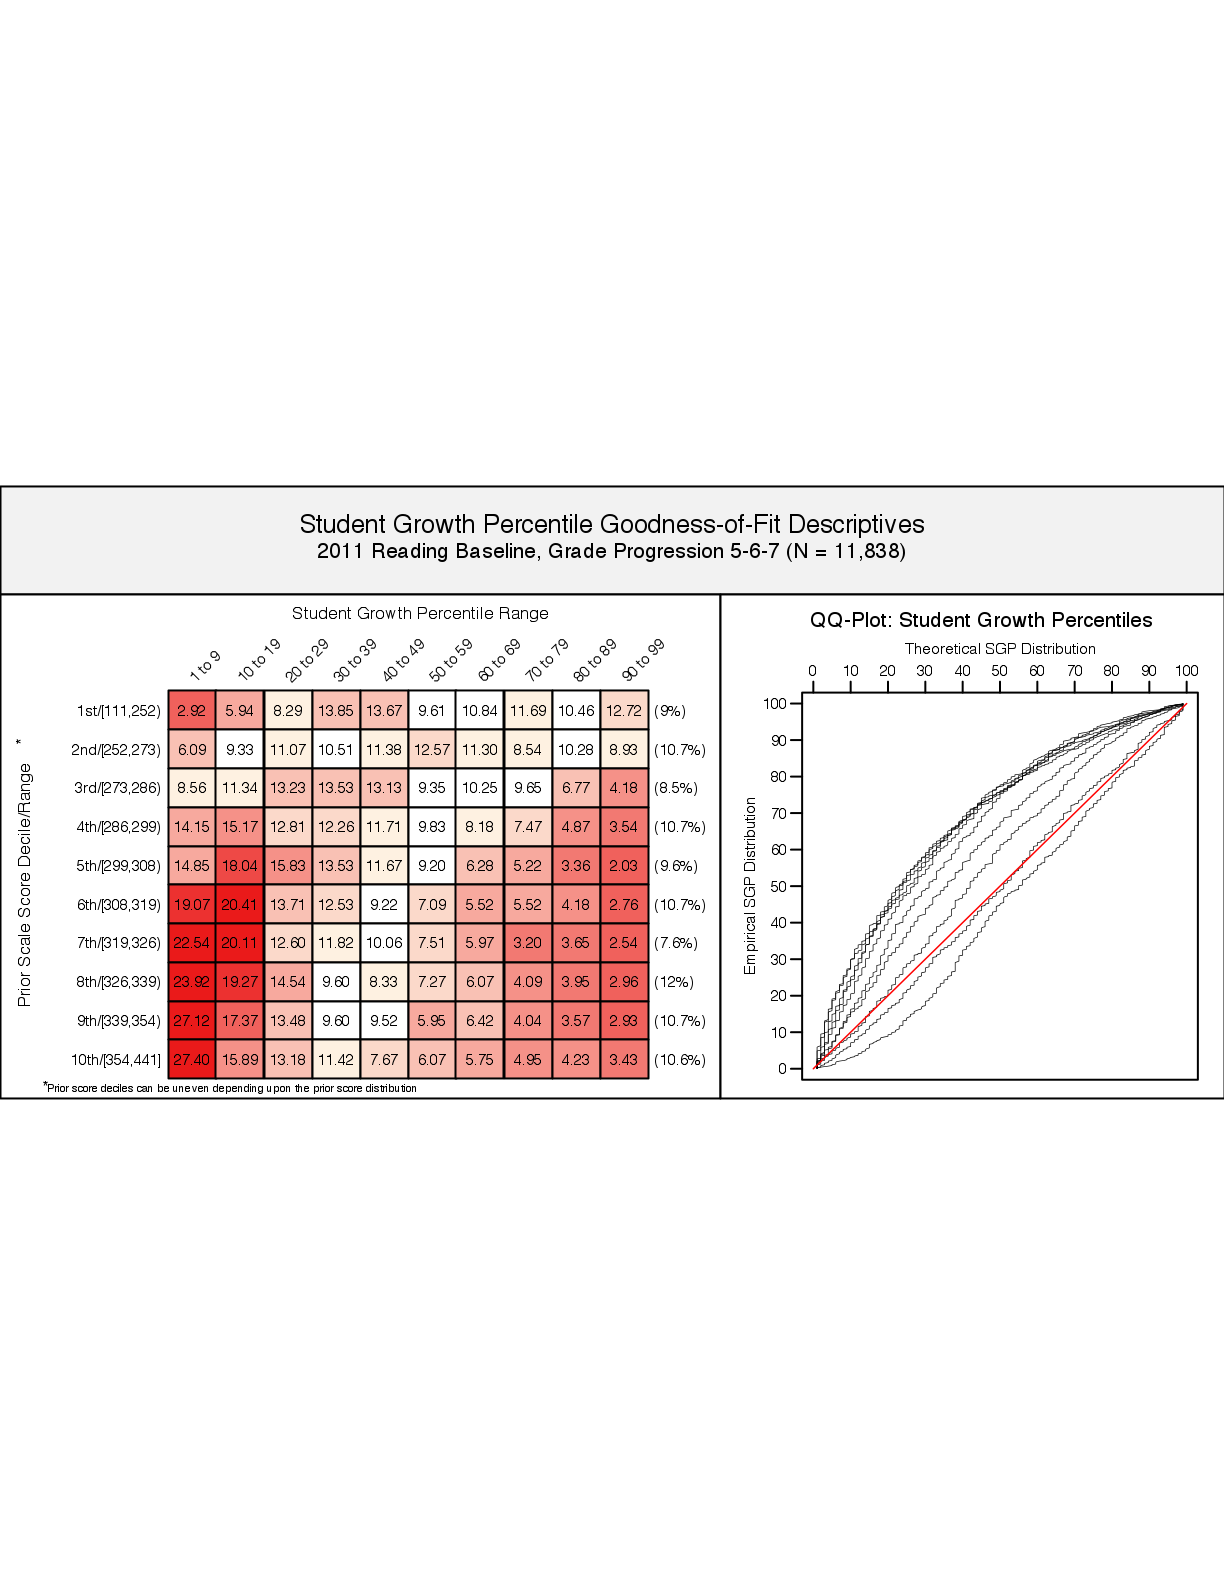 Student Growth Percentile Goodness-of-Fit Descriptives
2011 Reading Baseline, Grade Progression 5-6-7 (N = 11,838)
Student Growth Percentile Range
1 to 9 10 to 19 20 to 29 30 to 39 40 to 49 50 to 59 60 to 69 70 to 79 80 to 89 90 to 99
Prior Scale Score Decile/Range *
1st/[111,252) 2.92 5.94 8.29 13.85 13.67 9.61 10.84 11.69 10.46 12.72 (9%)
2nd/[252,273) 6.09 9.33 11.07 10.51 11.38 12.57 11.30 8.54 10.28 8.93 (10.7%)
3rd/[273,286) 8.56 11.34 13.23 13.53 13.13 9.35 10.25 9.65 6.77 4.18 (8.5%)
4th/[286,299) 14.15 15.17 12.81 12.26 11.71 9.83 8.18 7.47 4.87 3.54 (10.7%)
5th/[299,308) 14.85 18.04 15.83 13.53 11.67 9.20 6.28 5.22 3.36 2.03 (9.6%)
6th/[308,319) 19.07 20.41 13.71 12.53 9.22 7.09 5.52 5.52 4.18 2.76 (10.7%)
7th/[319,326) 22.54 20.11 12.60 11.82 10.06 7.51 5.97 3.20 3.65 2.54 (7.6%)
8th/[326,339) 23.92 19.27 14.54 9.60 8.33 7.27 6.07 4.09 3.95 2.96 (12%)
9th/[339,354) 27.12 17.37 13.48 9.60 9.52 5.95 6.42 4.04 3.57 2.93 (10.7%)
10th/[354,441] 27.40 15.89 13.18 11.42 7.67 6.07 5.75 4.95 4.23 3.43 (10.6%)
*Prior score deciles can be uneven depending upon the prior score distribution
QQ-Plot: Student Growth Percentiles
Theoretical SGP Distribution
0 10 20 30 40 50 60 70 80 90 100
Empirical SGP Distribution
100
90
80
70
60
50
40
30
20
10
0